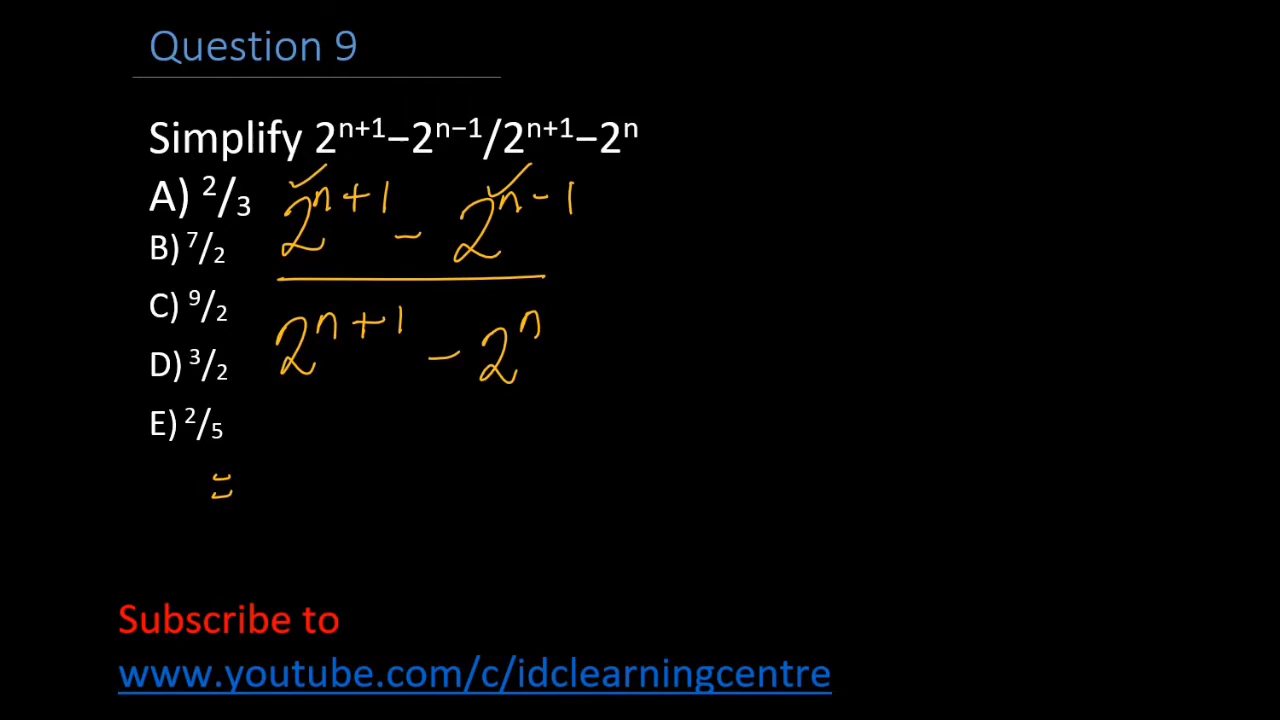 Question 9
Simplify 2ⁿ⁺¹−2ⁿ⁻¹/2ⁿ⁺¹−2ⁿ
A) ²/₃
2ⁿ⁺¹ - 2ⁿ⁻¹
B) ⁷/₂
C) ⁹/₂
2ⁿ⁺¹ - 2ⁿ
D) ³/₂
E) ²/₅
=
Subscribe to
www.youtube.com/c/idclearningcentre